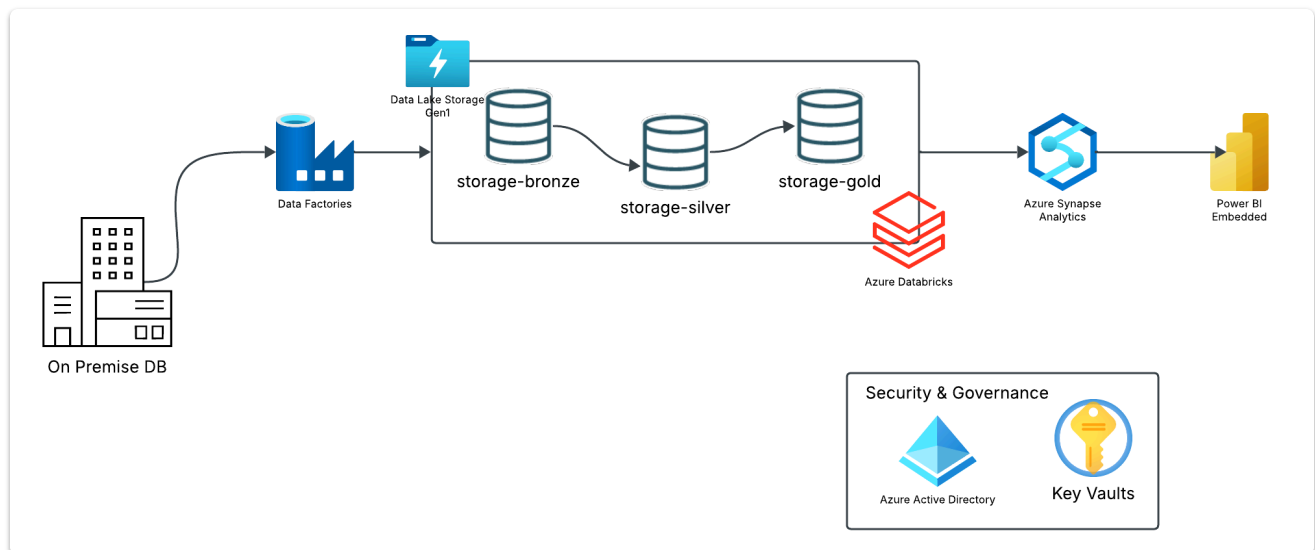 Data Lake Storage
Gen1
storage-bronze
storage-silver
storage-gold
Data Factories
Azure Synapse
Analytics
Power BI
Embedded
Azure Databricks
On Premise DB
Security & Governance
Azure Active Directory
Key Vaults